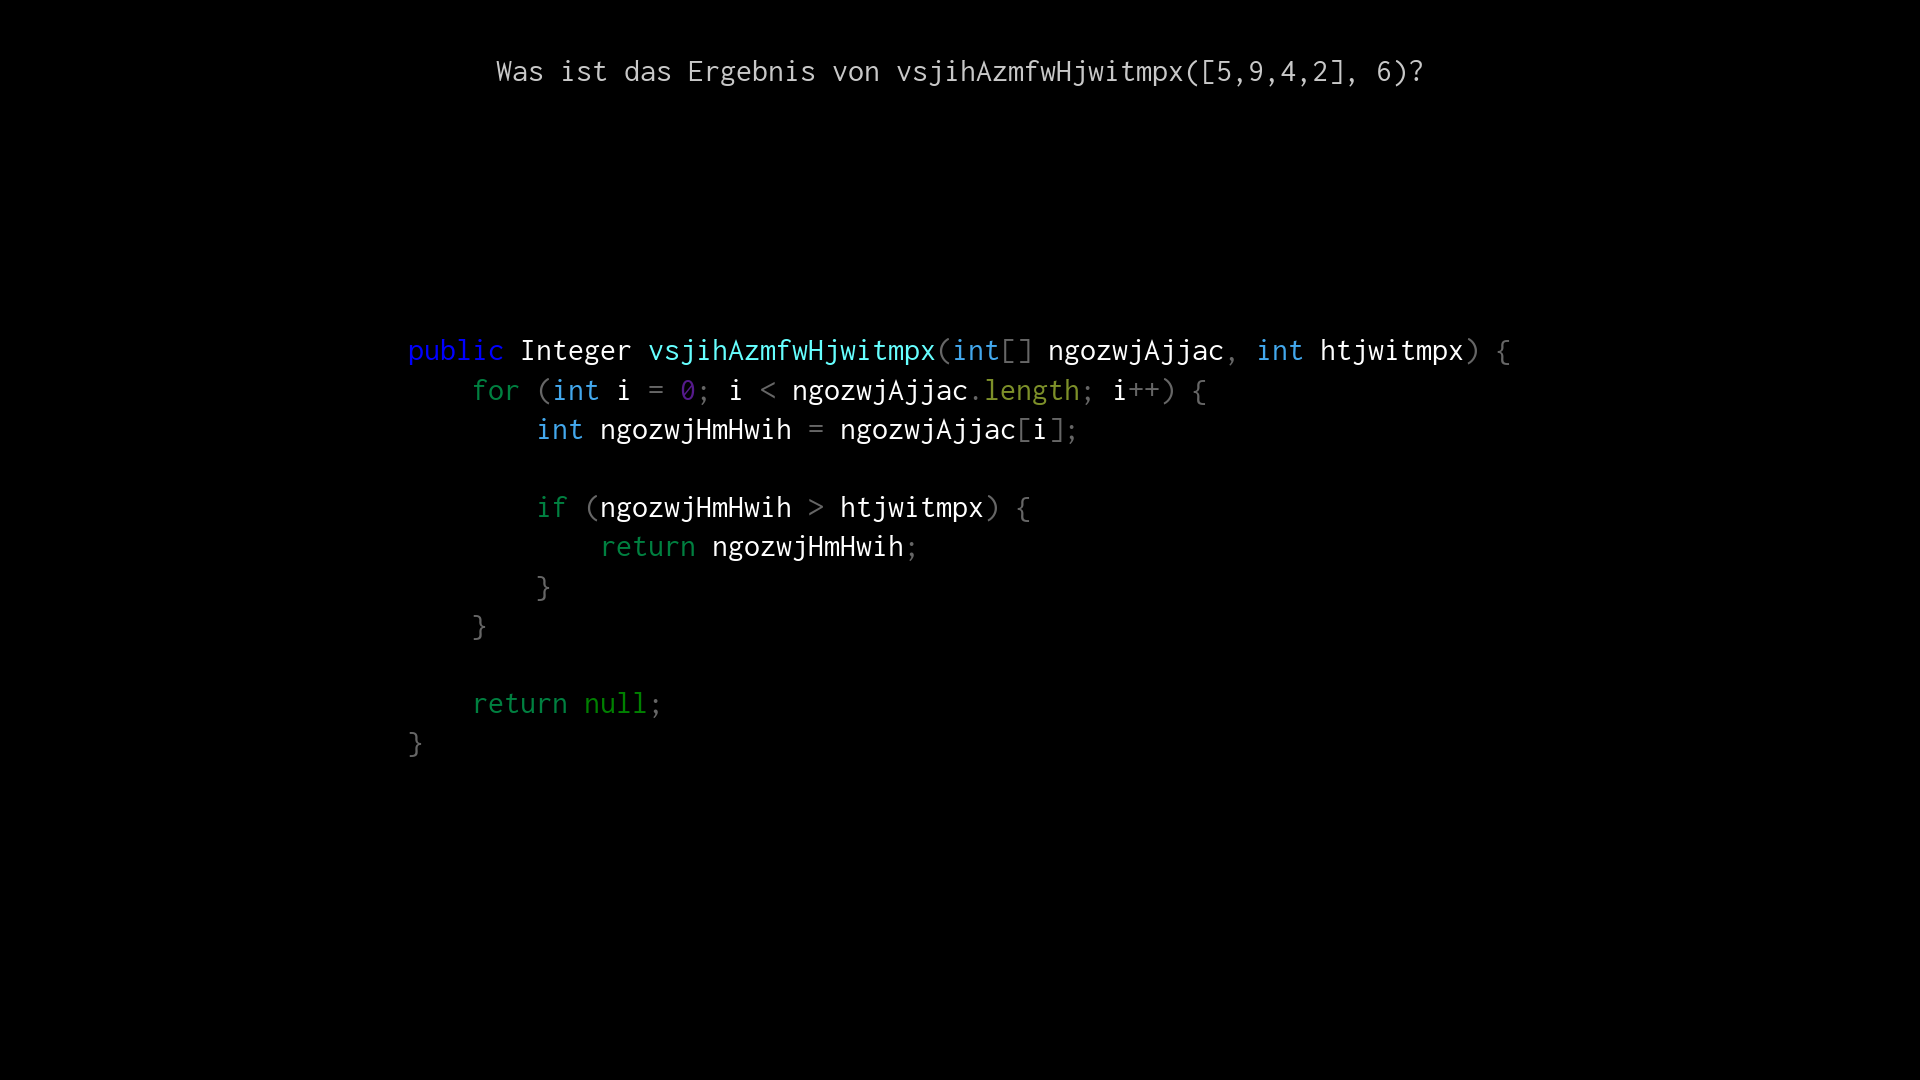 Was ist das Ergebnis von vsjihAzmfwHjwitmpx([5,9,4,2], 6)?
public Integer vsjihAzmfwHjwitmpx(int[] ngozwjAjjac, int htjwitmpx) {
for (int i = 0; i < ngozwjAjjac.length; i++) {
int ngozwjHmHwih = ngozwjAjjac[i];
if (ngozwjHmHwih > htjwitmpx) {
return ngozwjHmHwih;
}
}
return null;
}